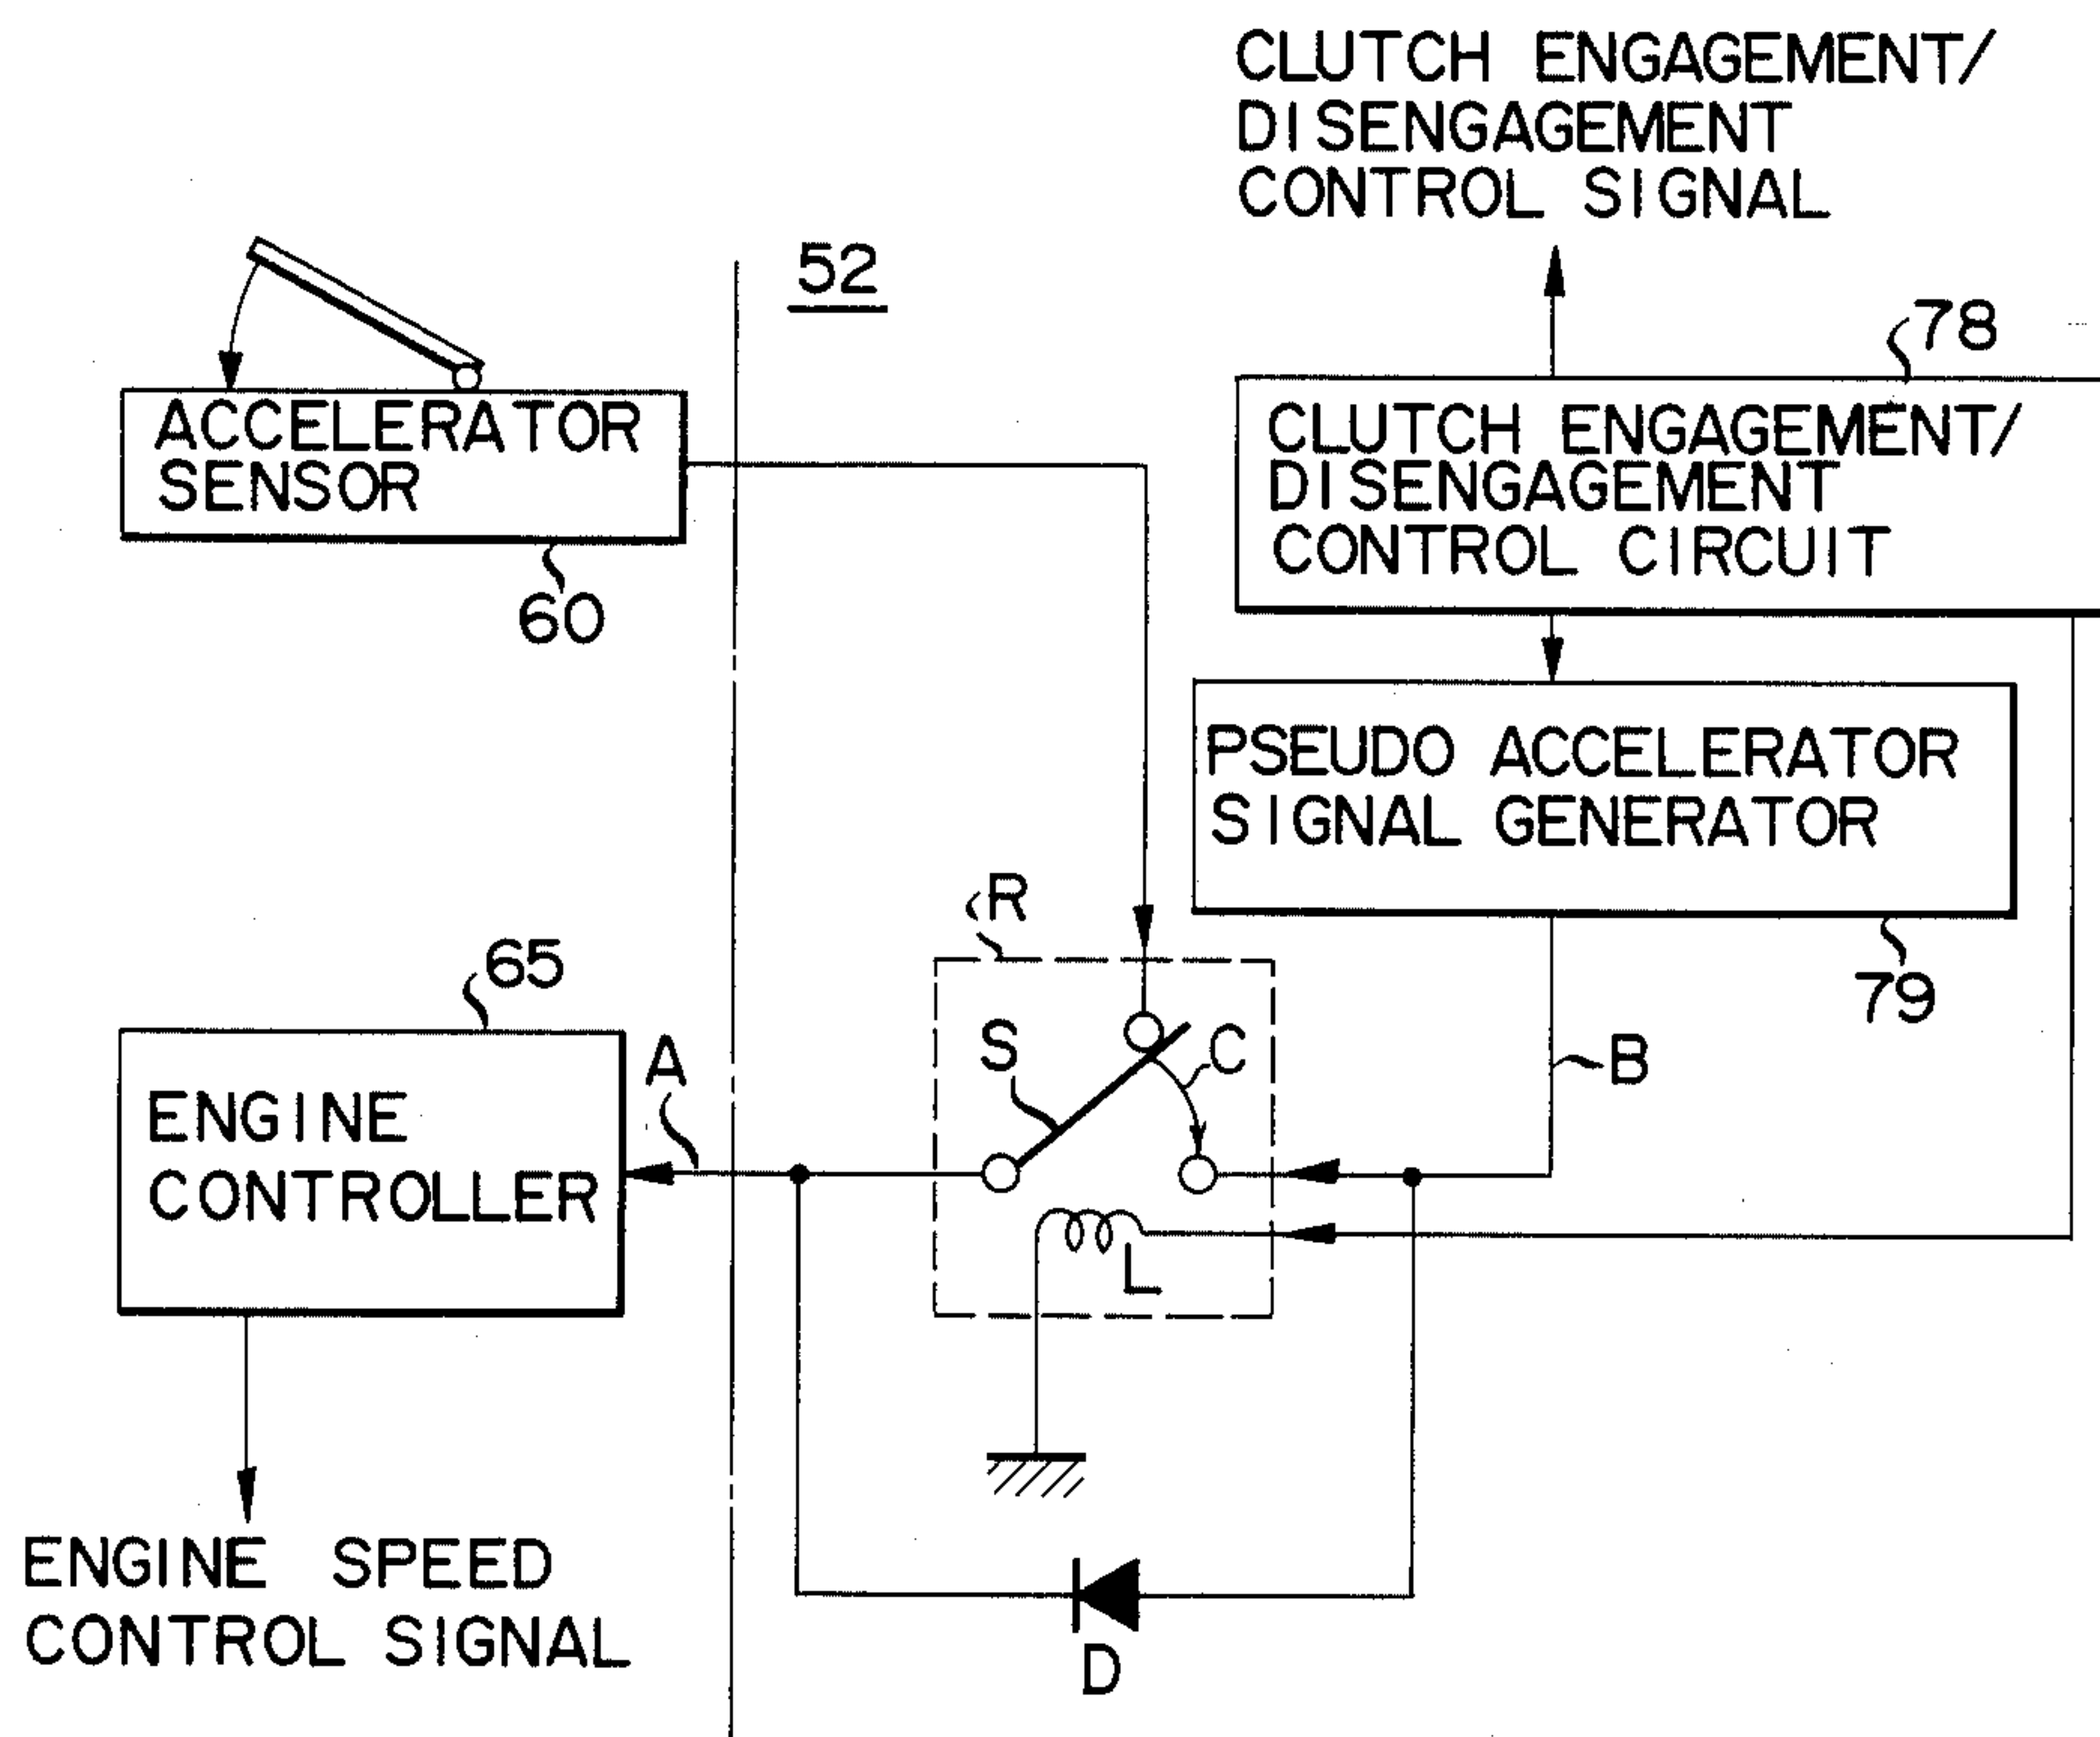 CLUTCH ENGAGEMENT/
DISENGAGEMENT
CONTROL SIGNAL
52
78
ACCELERATOR
SENSOR
60
CLUTCH ENGAGEMENT/
DISENGAGEMENT
CONTROL CIRCUIT
PSEUDO ACCELERATOR
SIGNAL GENERATOR
79
R
65
A
S
C
B
ENGINE
CONTROLLER
L
ENGINE SPEED
CONTROL SIGNAL
D